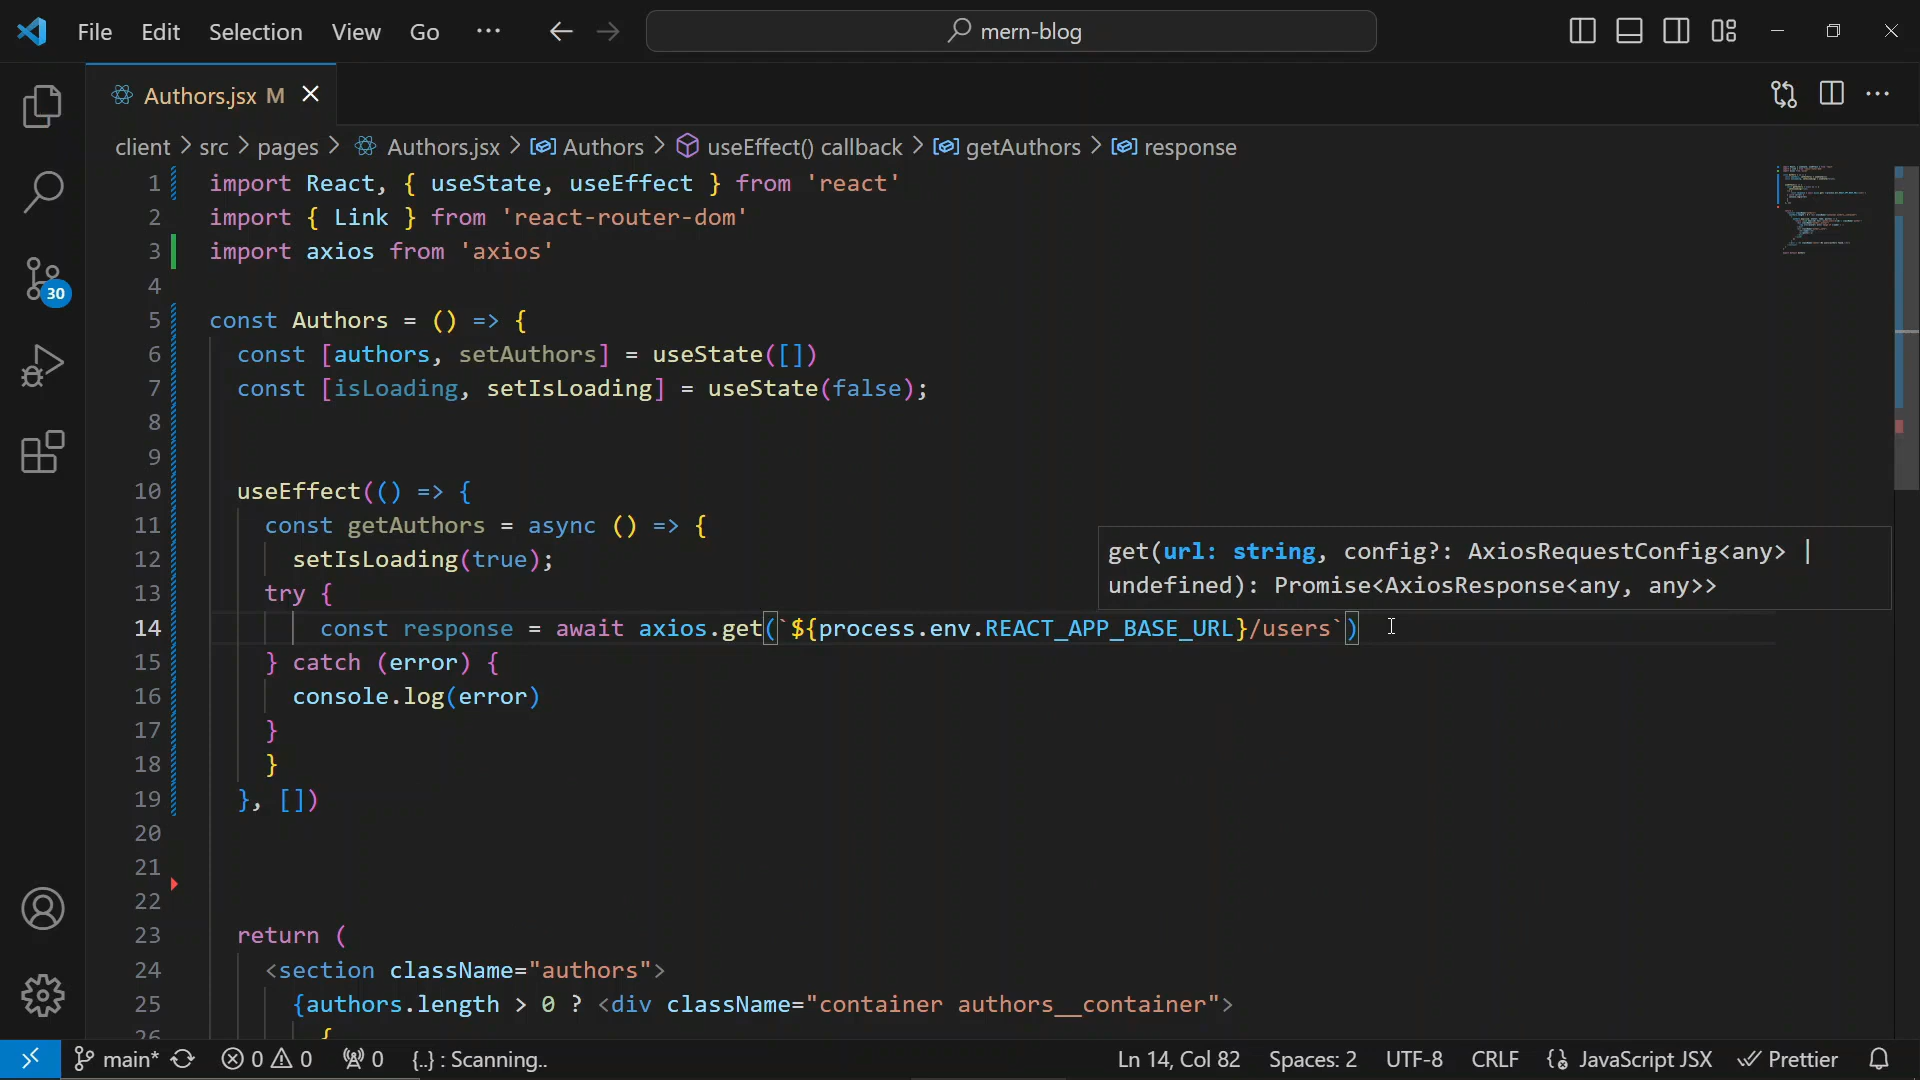 File Edit Selection View Go ··· mern-blog
Authors.jsx M
client > src > pages > Authors.jsx > Authors > useEffect() callback > getAuthors > response
1 import React, { useState, useEffect } from 'react'
2 import { Link } from 'react-router-dom'
3 import axios from 'axios'
4
5 const Authors = () => {
6 const [authors, setAuthors] = useState([])
7 const [isLoading, setIsLoading] = useState(false);
8
9
10 useEffect(() => {
11 const getAuthors = async () => {
get(url: string, config?: AxiosRequestConfig<any> |
12 setIsLoading(true);
undefined): Promise<AxiosResponse<any, any>>
13 try {
14 const response = await axios.get(`${process.env.REACT_APP_BASE_URL}/users`)
15 } catch (error) {
16 console.log(error)
17 }
18 }
19 }, [])
20
21
22
23 return (
24 <section className="authors">
25 {authors.length > 0 ? <div className="container authors__container">
26 {
30
main* 0 0 0 {..} : Scanning.. Ln 14, Col 82 Spaces: 2 UTF-8 CRLF JavaScript JSX Prettier